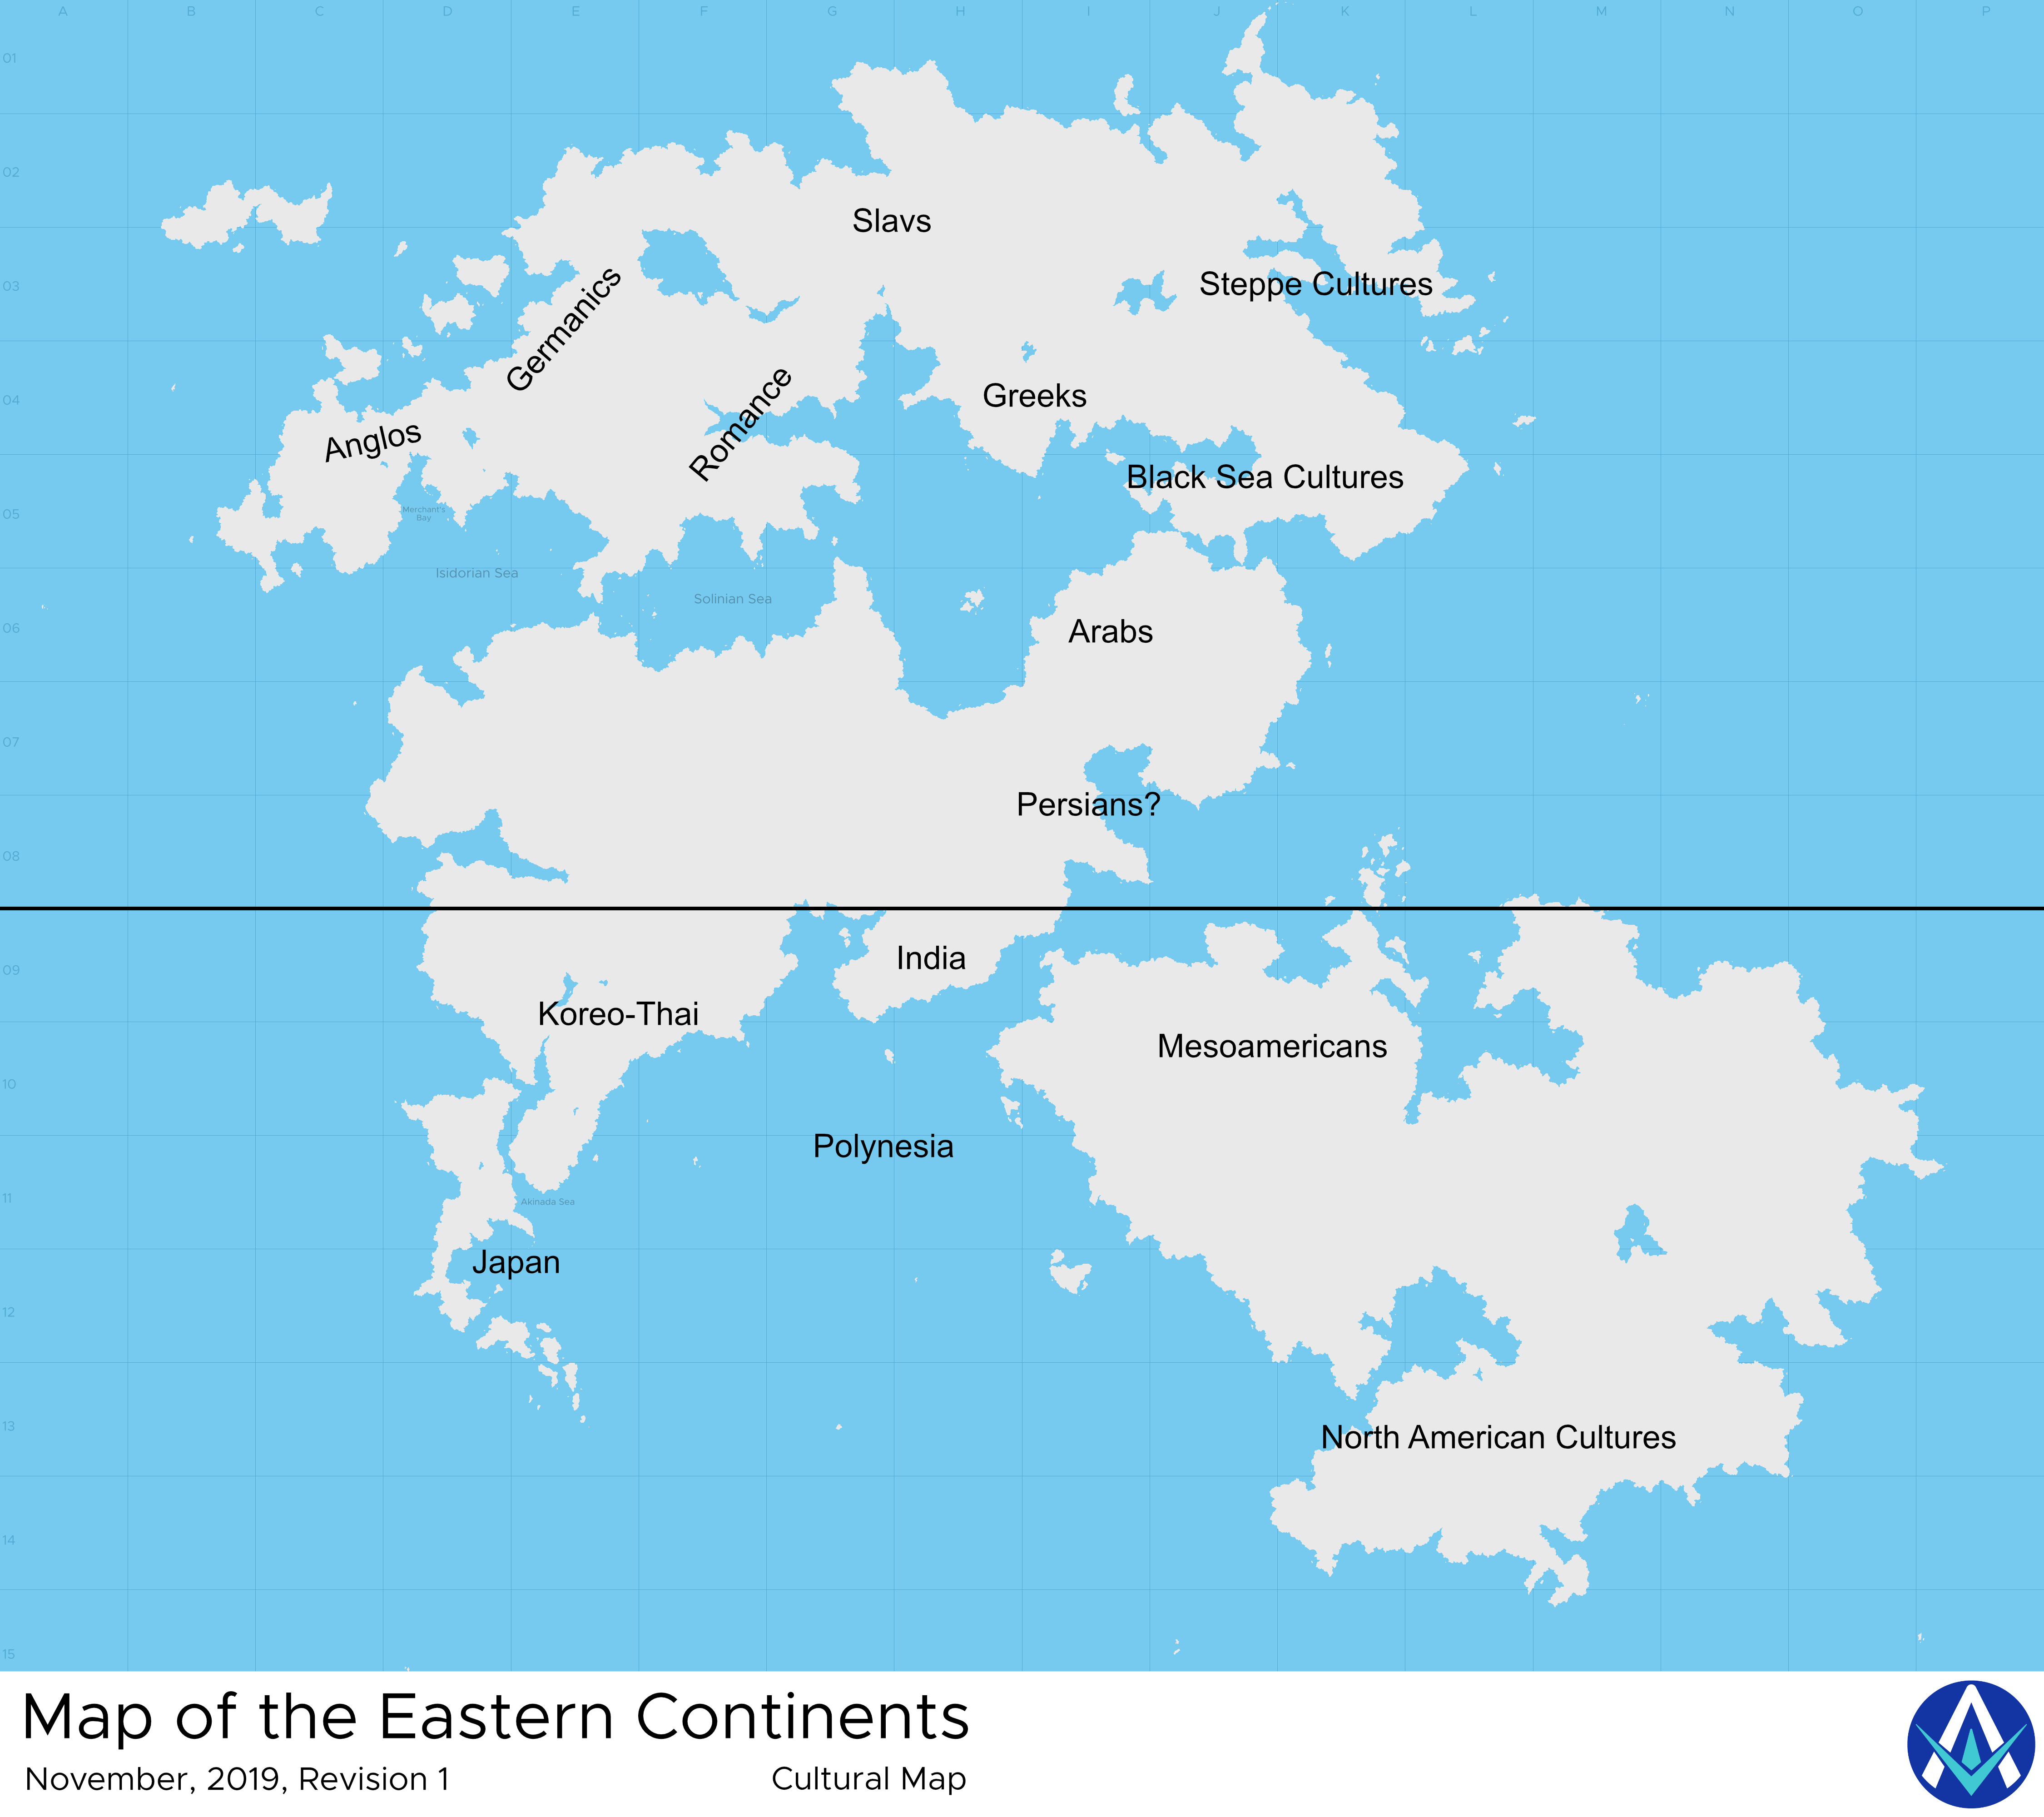 A B C D E F G H I J K L M N O P
01
02
Slavs
03
Steppe Cultures
Germanics
04
Greeks
Romance
Anglos
Black Sea Cultures
05
Merchant's
Bay
Isidorian Sea
Solinian Sea
06
Arabs
07
Persians?
08
India
09
Koreo-Thai
Mesoamericans
10
Polynesia
11
Akinada Sea
Japan
12
13
North American Cultures
14
15
Map of the Eastern Continents
November, 2019, Revision 1
Cultural Map